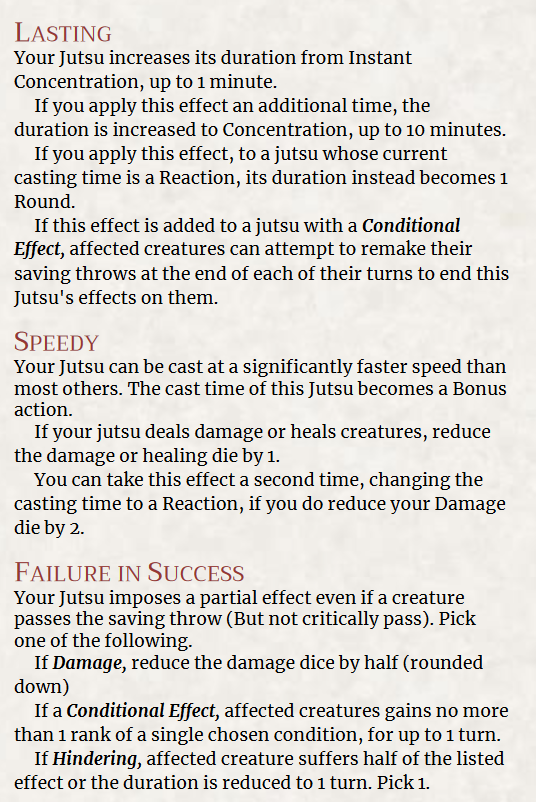 LASTING
Your Jutsu increases its duration from Instant
Concentration, up to 1 minute.
If you apply this effect an additional time, the
duration is increased to Concentration, up to 10 minutes.
If you apply this effect, to a jutsu whose current
casting time is a Reaction, its duration instead becomes 1
Round.
If this effect is added to a jutsu with a Conditional
Effect, affected creatures can attempt to remake their
saving throws at the end of each of their turns to end this
Jutsu's effects on them.
SPEEDY
Your Jutsu can be cast at a significantly faster speed than
most others. The cast time of this Jutsu becomes a Bonus
action.
If your jutsu deals damage or heals creatures, reduce
the damage or healing die by 1.
You can take this effect a second time, changing the
casting time to a Reaction, if you do reduce your Damage
die by 2.
FAILURE IN SUCCESS
Your Jutsu imposes a partial effect even if a creature
passes the saving throw (But not critically pass). Pick
one of the following.
If Damage, reduce the damage dice by half (rounded
down)
If a Conditional Effect, affected creatures gains no more
than 1 rank of a single chosen condition, for up to 1 turn.
If Hindering, affected creature suffers half of the listed
effect or the duration is reduced to 1 turn. Pick 1.